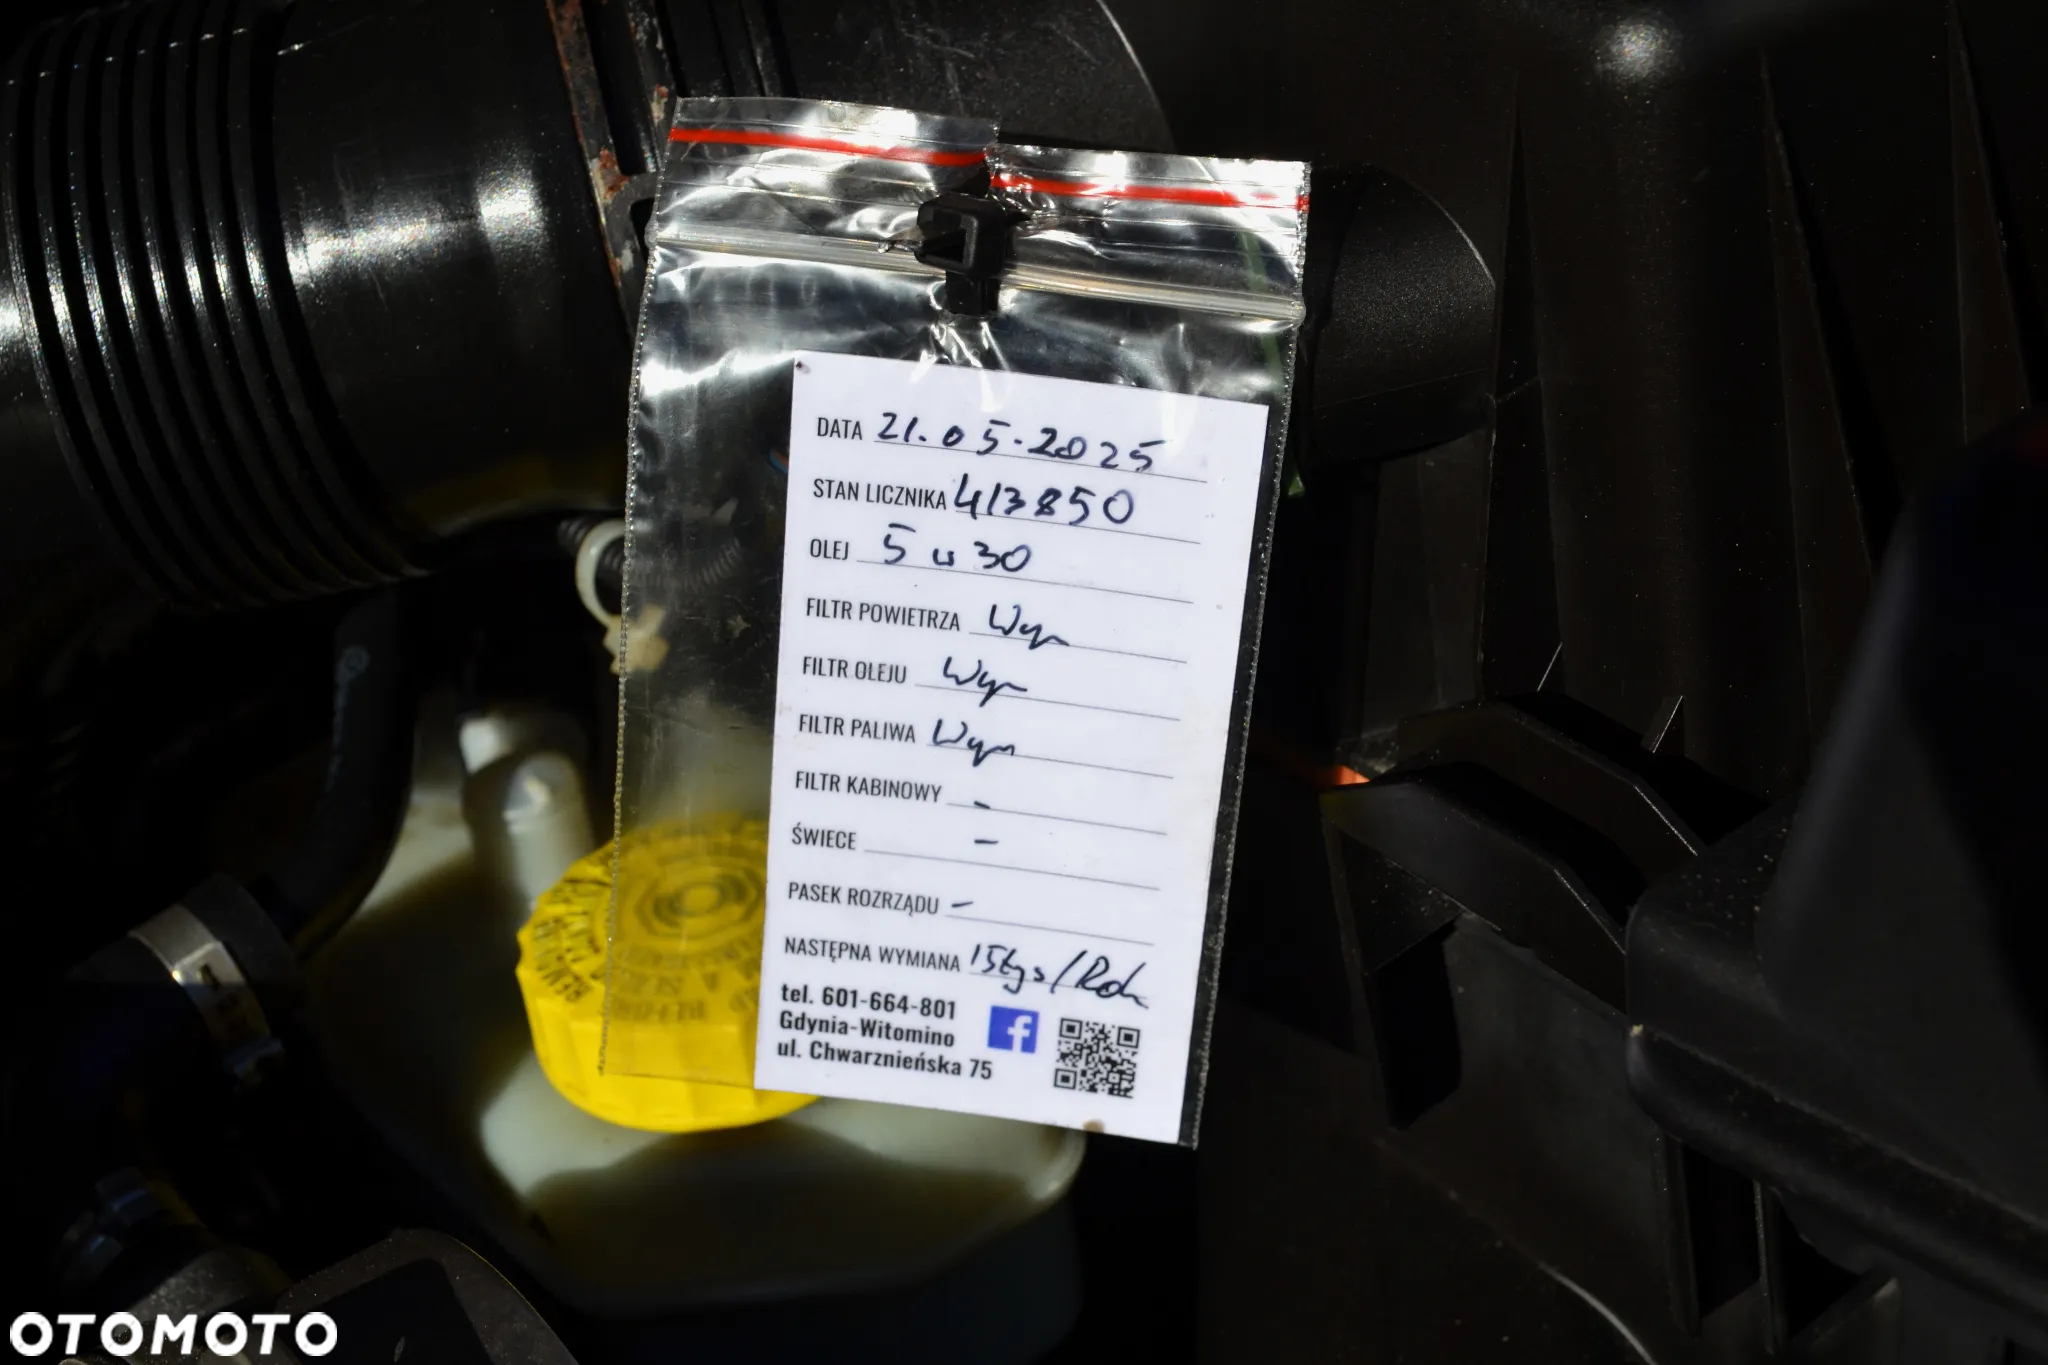 DATA 21.05.2025
STAN LICZNIKA 413850
OLEJ 5w30
FILTR POWIETRZA Wym
FILTR OLEJU Wym
FILTR PALIWA Wym
FILTR KABINOWY -
ŚWIECE -
PASEK ROZRZĄDU -
NASTĘPNA WYMIANA 15tys/Rok
tel. 601-664-801
Gdynia-Witomino
ul. Chwarznieńska 75
OTOMOTO